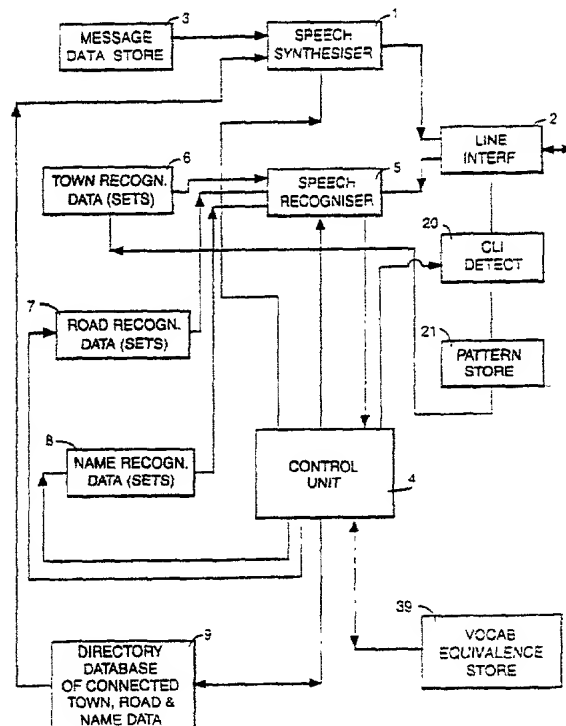 3
MESSAGE
DATA STORE
1
SPEECH
SYNTHESISER
2
LINE
INTERF
6
TOWN RECOGN.
DATA (SETS)
5
SPEECH
RECOGNISER
20
CLI
DETECT
7
ROAD RECOGN.
DATA (SETS)
21
PATTERN
STORE
8
NAME RECOGN.
DATA (SETS)
CONTROL
UNIT
4
9
DIRECTORY
DATABASE
OF CONNECTED
TOWN, ROAD &
NAME DATA
39
VOCAB
EQUIVALENCE
STORE